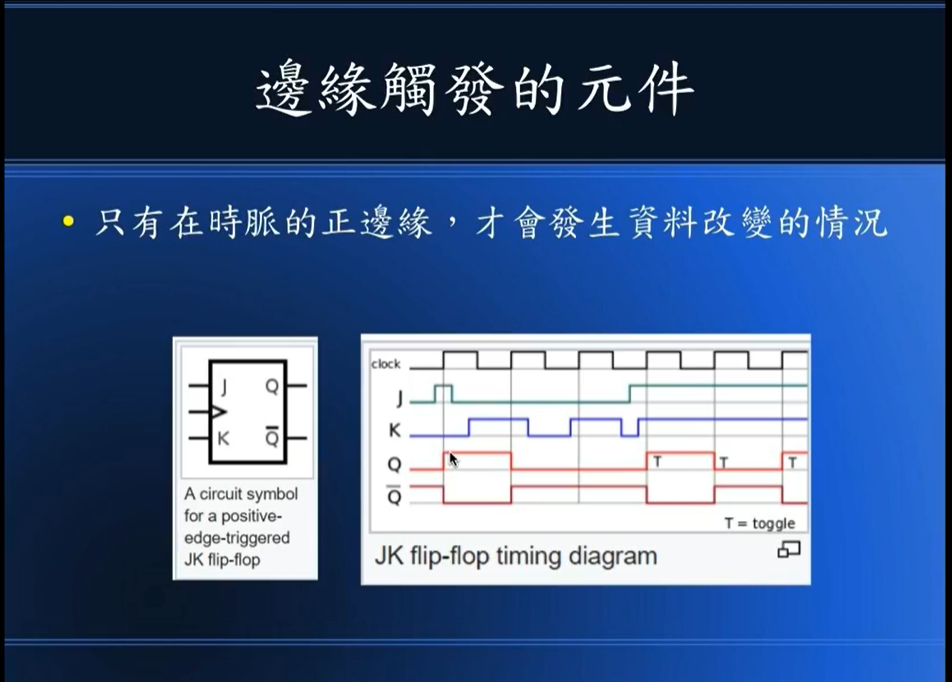 邊緣觸發的元件
• 只有在時脈的正邊緣，才會發生資料改變的情況
J Q
K Q̅
A circuit symbol
for a positive-
edge-triggered
JK flip-flop
clock
J
K
Q T T T
Q̅
T = toggle
JK flip-flop timing diagram